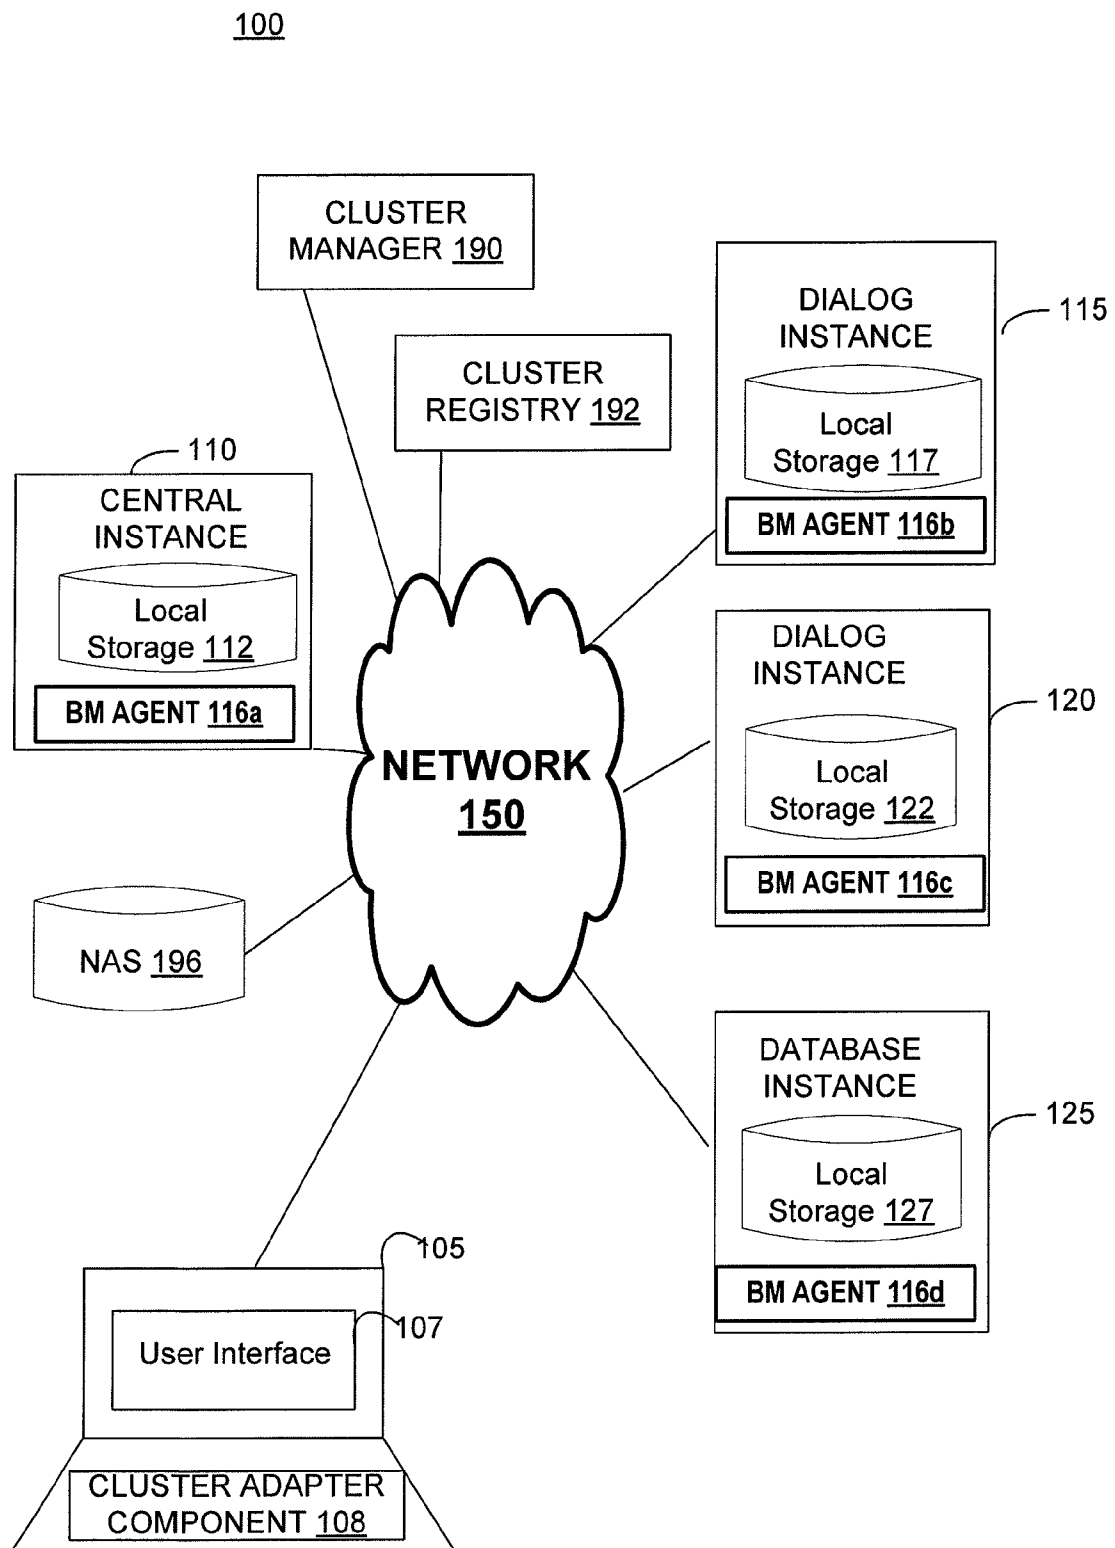 100
CLUSTER
MANAGER 190
CLUSTER
REGISTRY 192
110
CENTRAL
INSTANCE
Local
Storage 112
BM AGENT 116a
DIALOG
INSTANCE
115
Local
Storage 117
BM AGENT 116b
DIALOG
INSTANCE
120
Local
Storage 122
BM AGENT 116c
NETWORK
150
NAS 196
DATABASE
INSTANCE
125
Local
Storage 127
BM AGENT 116d
105
107
User Interface
CLUSTER ADAPTER
COMPONENT 108